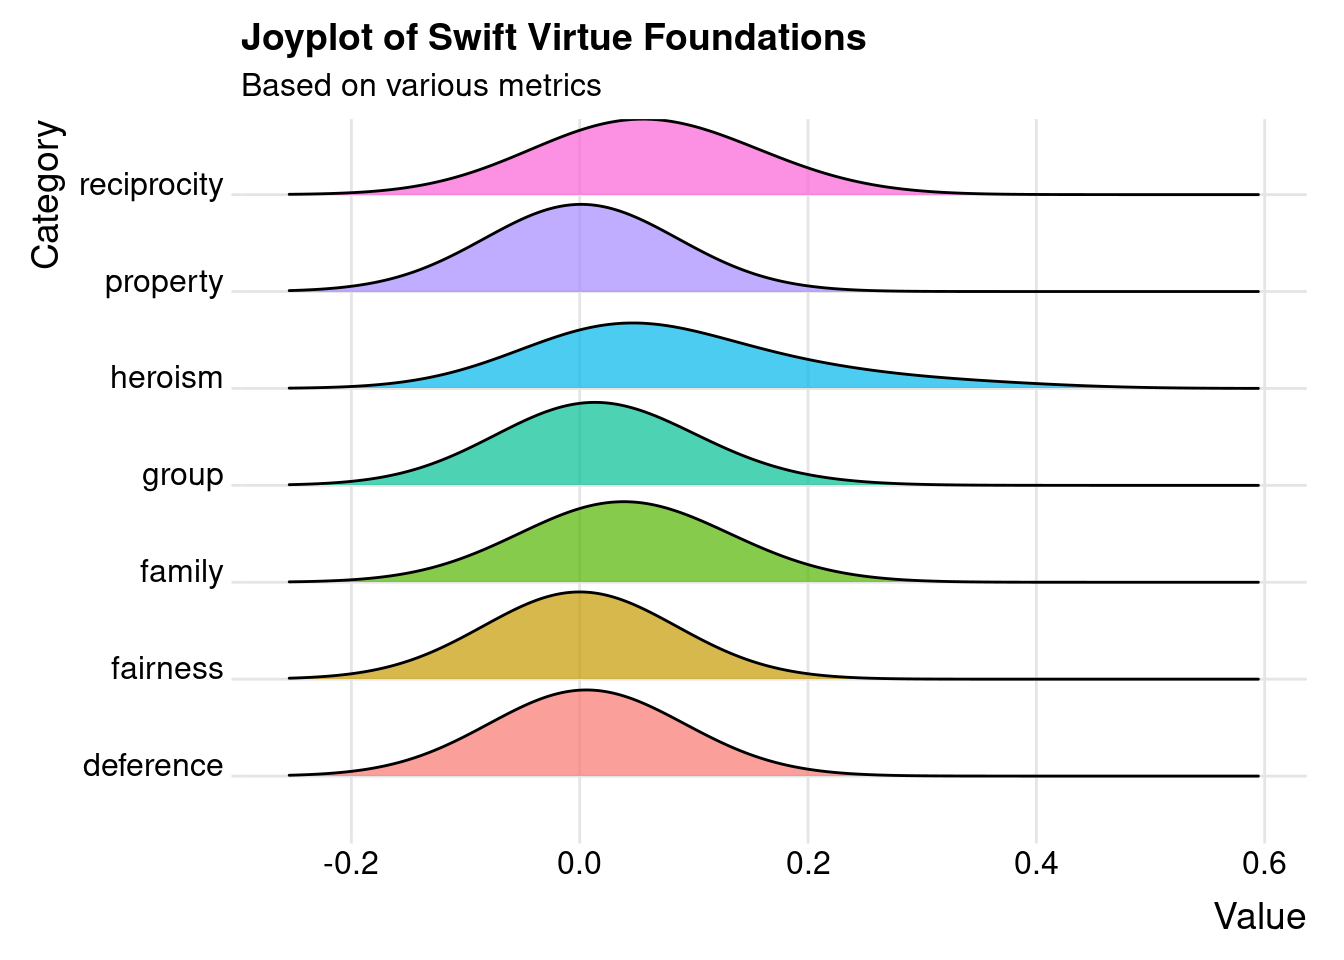 Joyplot of Swift Virtue Foundations
Based on various metrics
Category
reciprocity
property
heroism
group
family
fairness
deference
-0.2 0.0 0.2 0.4 0.6
Value